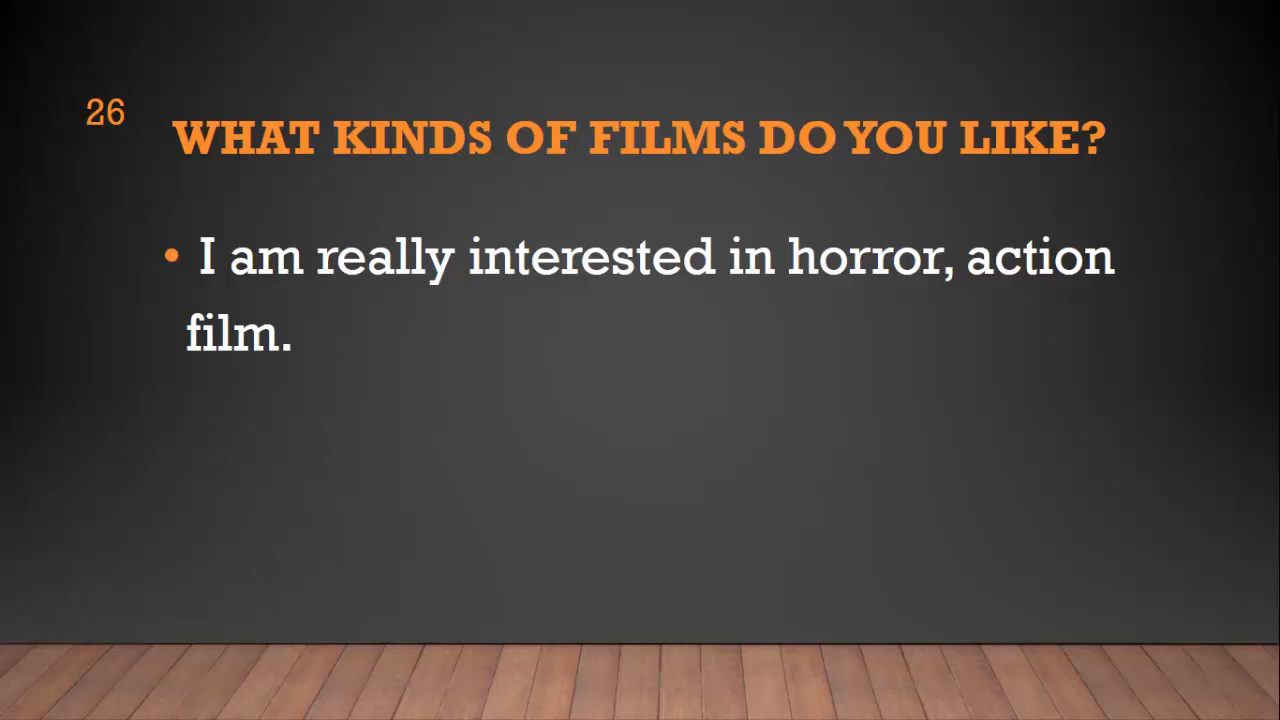 26
WHAT KINDS OF FILMS DO YOU LIKE?
• I am really interested in horror, action
film.